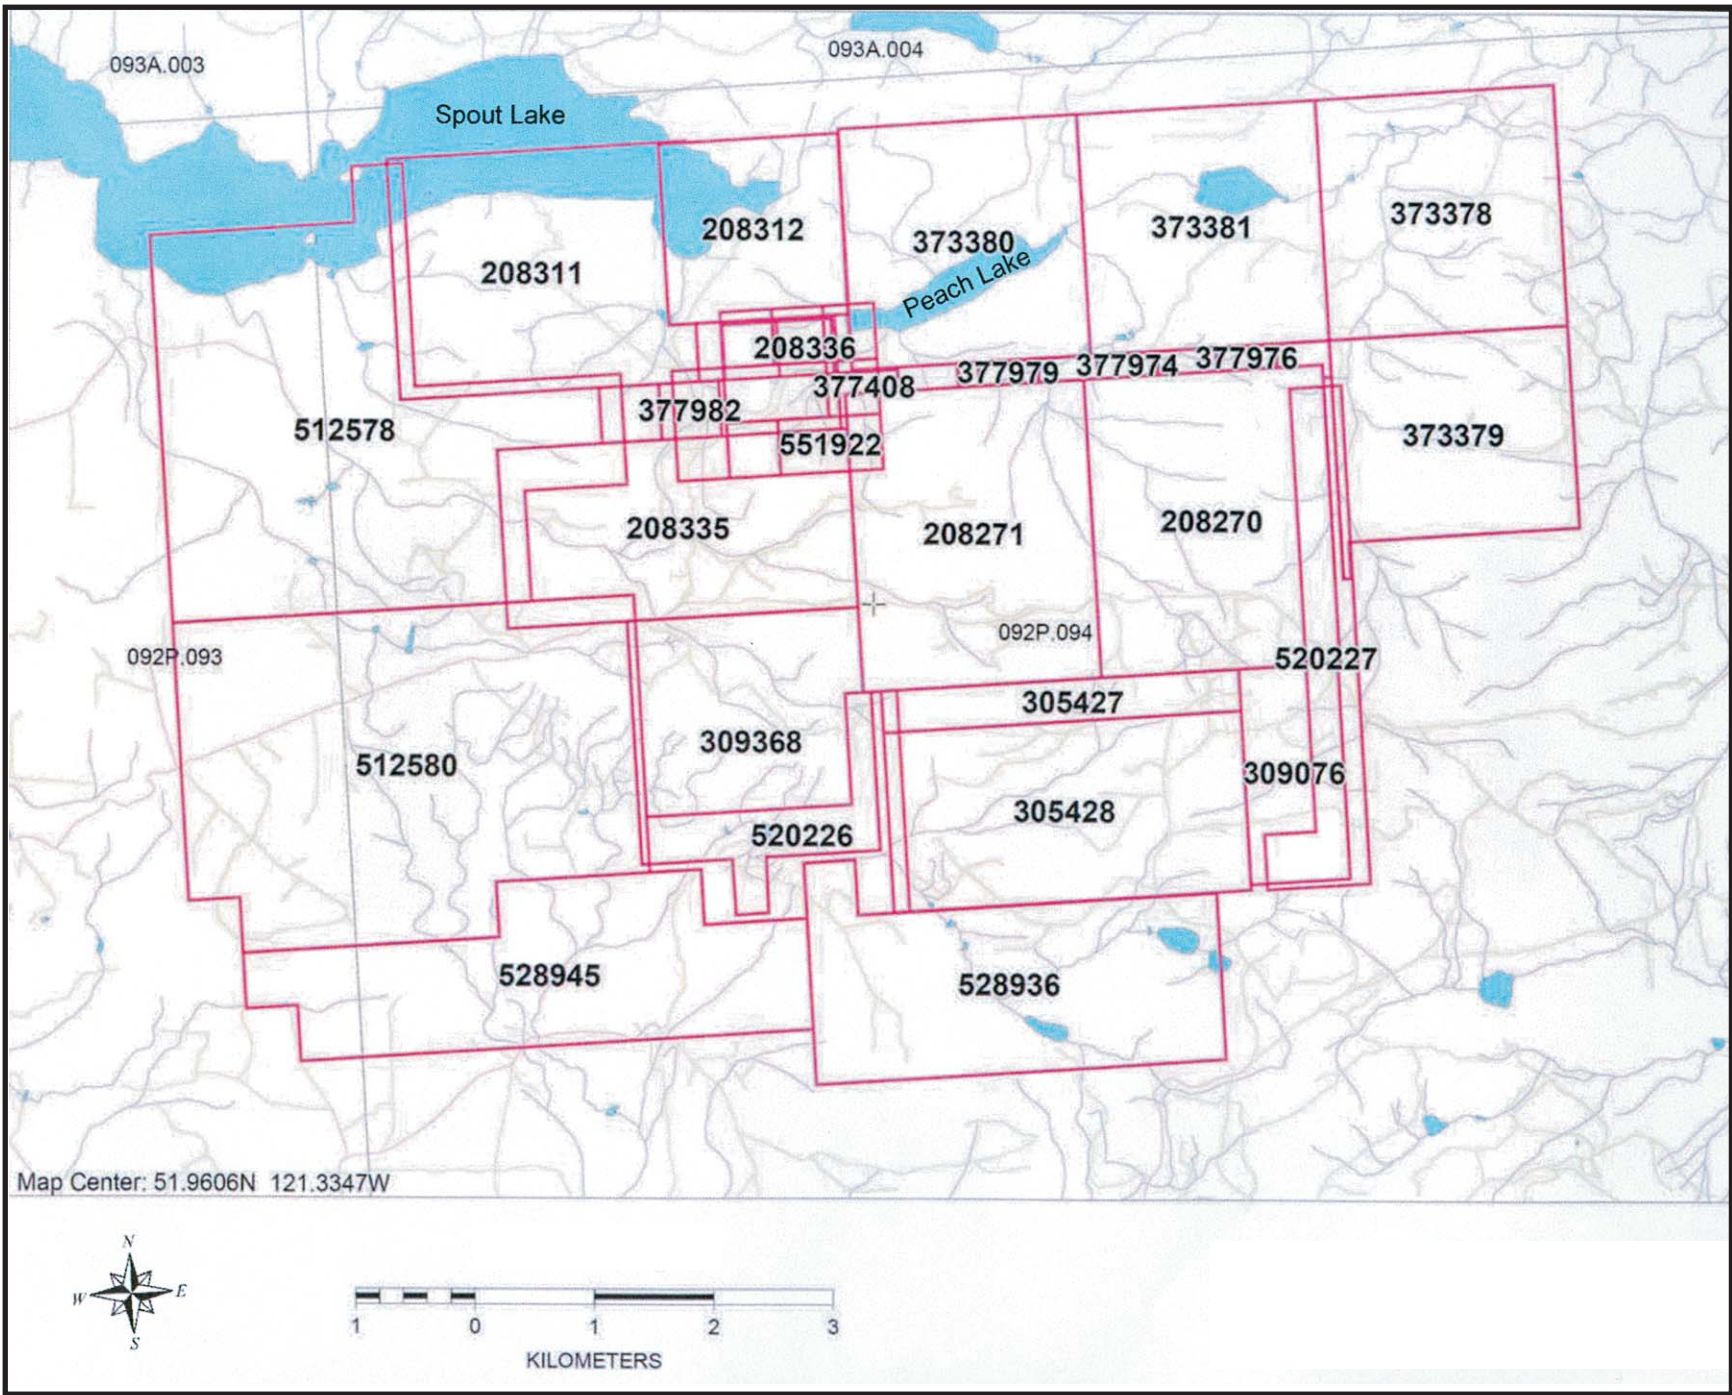 093A.003
093A.004
Spout Lake
208312
373378
373381
373380
208311
Peach Lake
208336
377979 377974 377976
377408
377982
512578
551922
373379
208335
208271
208270
092P.094
092P.093
520227
305427
309368
512580
309076
305428
520226
528945
528936
Map Center: 51.9606N 121.3347W
N
W E
S
1 0 1 2 3
KILOMETERS